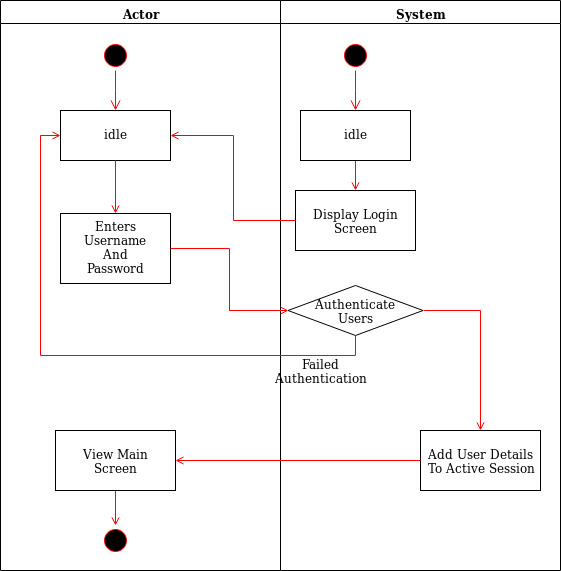 Actor
System
idle
idle
Display Login
Screen
Enters
Username
And
Password
Authenticate
Users
Failed
Authentication
View Main
Screen
Add User Details
To Active Session